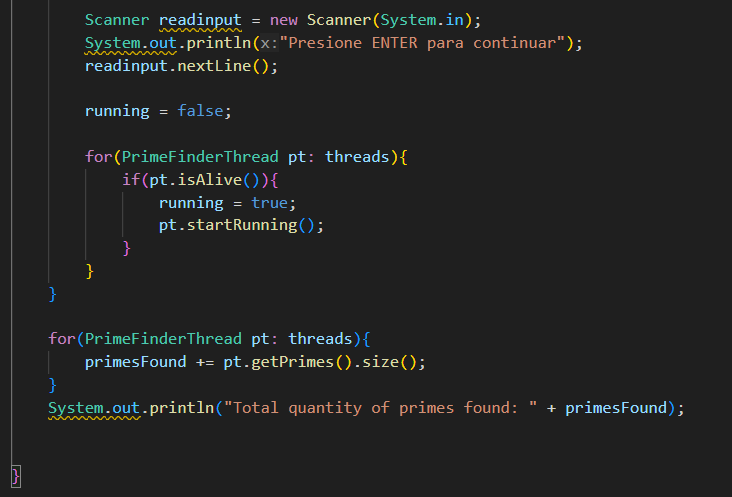 Scanner readinput = new Scanner(System.in);
System.out.println(x:"Presione ENTER para continuar");
readinput.nextLine();
running = false;
for(PrimeFinderThread pt: threads){
if(pt.isAlive()){
running = true;
pt.startRunning();
}
}
}
for(PrimeFinderThread pt: threads){
primesFound += pt.getPrimes().size();
}
System.out.println("Total quantity of primes found: " + primesFound);
}